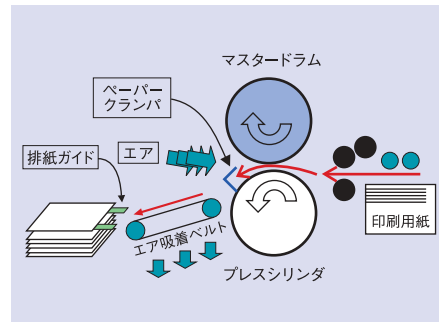 マスタードラム
ペーパー
クランパ
エア
排紙ガイド
印刷用紙
エア吸着ベルト
プレスシリンダ